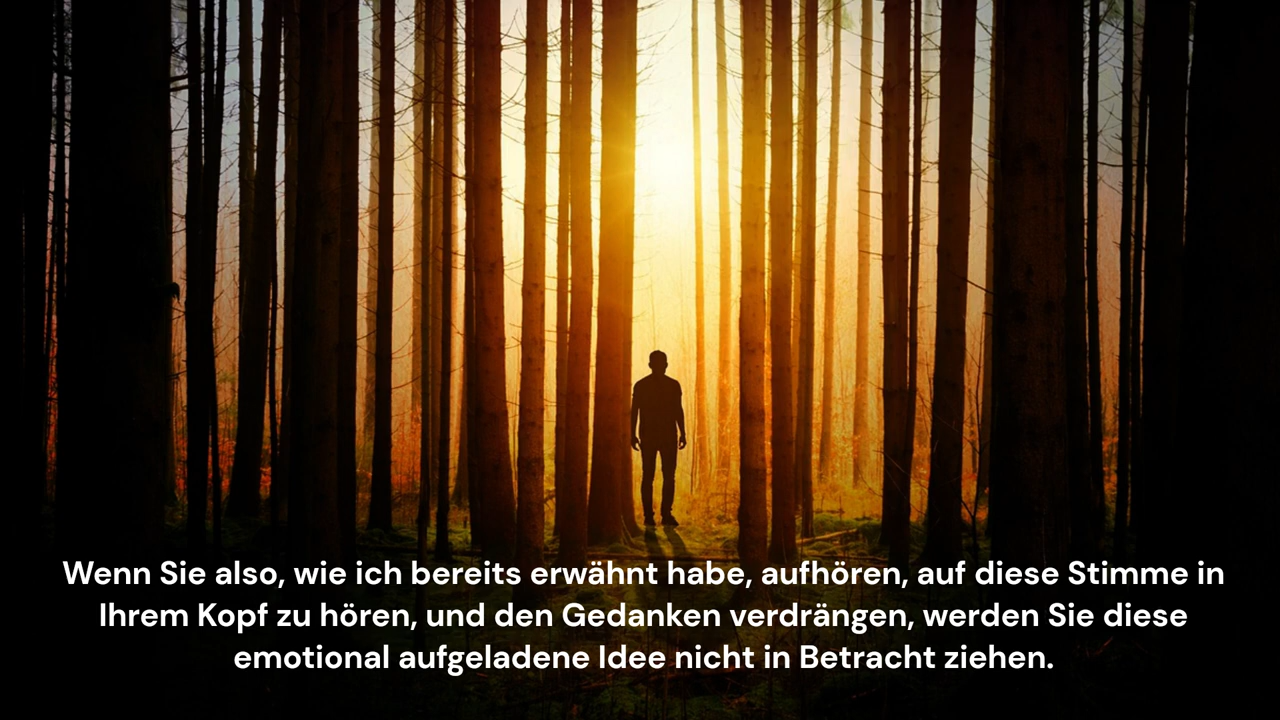 Wenn Sie also, wie ich bereits erwähnt habe, aufhören, auf diese Stimme in
Ihrem Kopf zu hören, und den Gedanken verdrängen, werden Sie diese
emotional aufgeladene Idee nicht in Betracht ziehen.